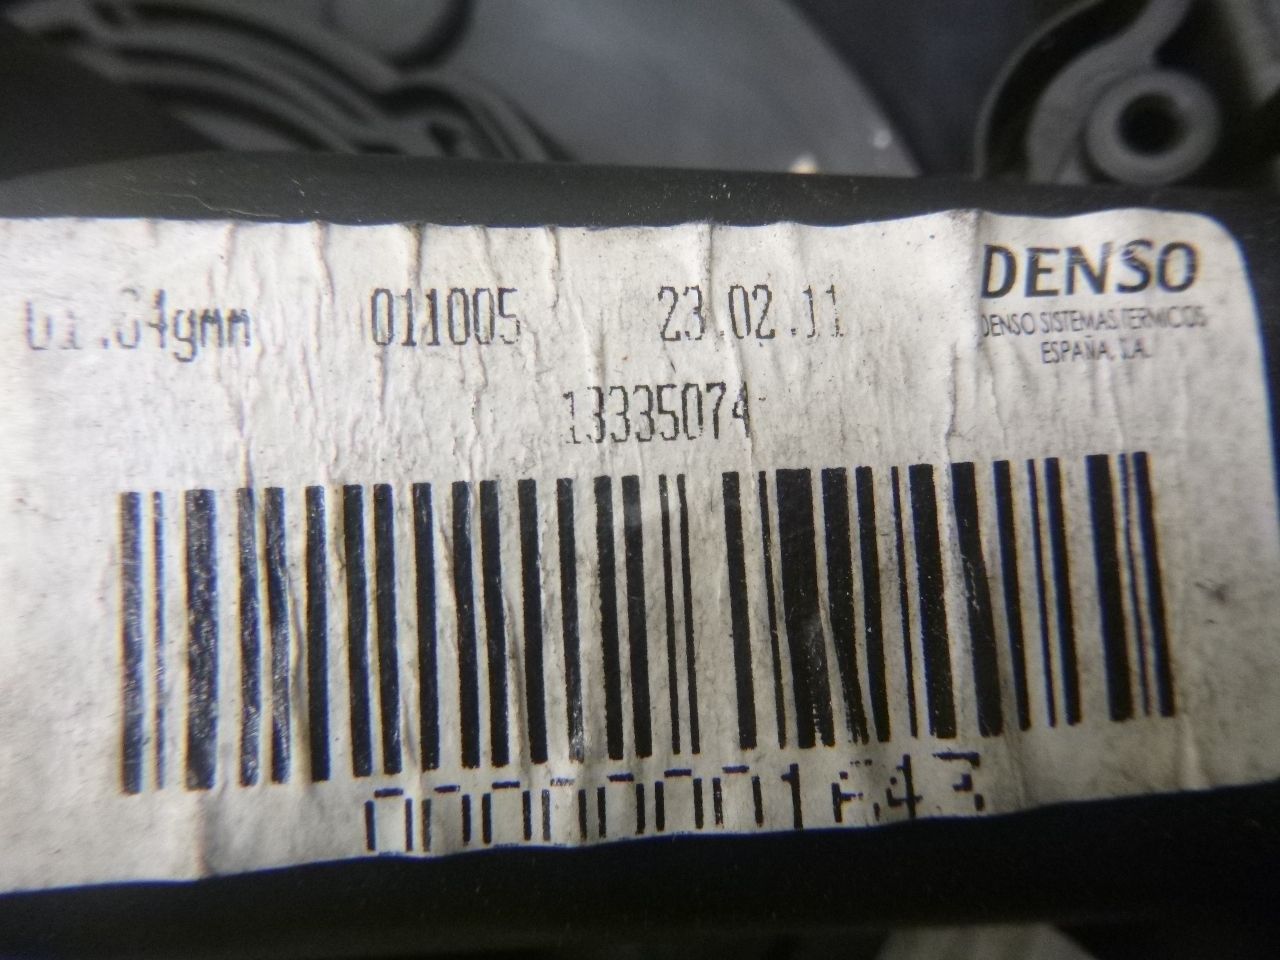 011005 23.02.11 DENSO
DENSO SISTEMAS TERMICOS
ESPAÑA, S.A.
13335074